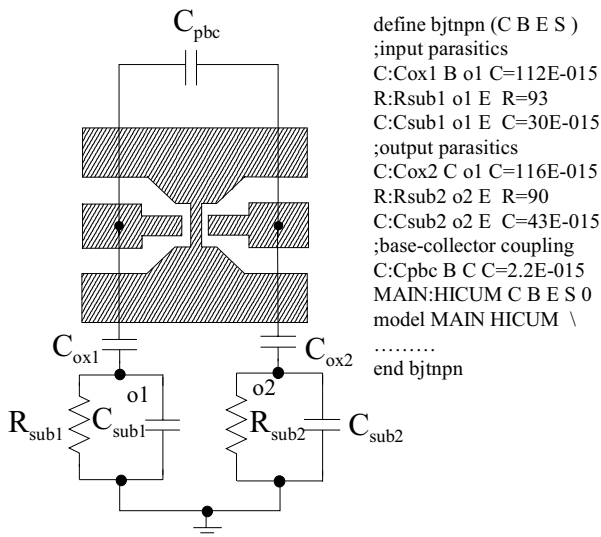 C_pbc
define bjtnpn (C B E S )
;input parasitics
C:Cox1 B o1 C=112E-015
R:Rsub1 o1 E  R=93
C:Csub1 o1 E  C=30E-015
;output parasitics
C:Cox2 C o1 C=116E-015
R:Rsub2 o2 E  R=90
C:Csub2 o2 E  C=43E-015
;base-collector coupling
C:Cpbc B C C=2.2E-015
MAIN:HICUM C B E S 0
model MAIN HICUM  \
.........
end bjtnpn
C_ox1
C_ox2
o1
o2
R_sub1
C_sub1
R_sub2
C_sub2